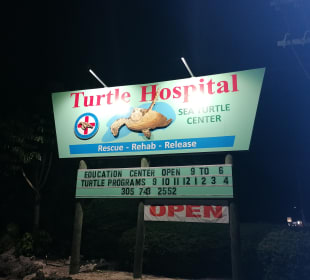 Turtle Hospital
SEA TURTLE
CENTER
Rescue - Rehab - Release
EDUCATION CENTER OPEN 9 TO 6
TURTLE PROGRAMS 9 10 11 12 1 2 3 4
305 743 2552
OPEN